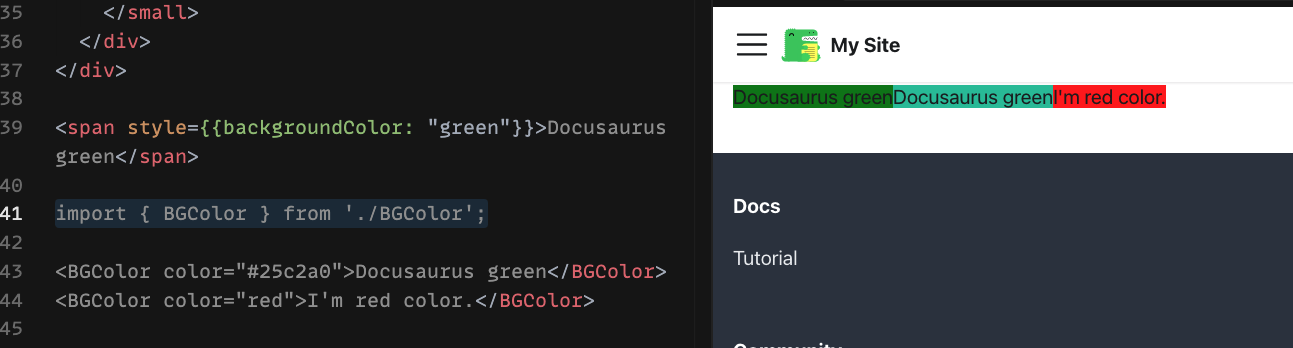 35 </small>
36 </div>
37 </div>
38
39 <span style={{backgroundColor: "green"}}>Docusaurus
green</span>
40
41 import { BGColor } from './BGColor';
42
43 <BGColor color="#25c2a0">Docusaurus green</BGColor>
44 <BGColor color="red">I'm red color.</BGColor>
45
My Site
Docusaurus greenDocusaurus greenI'm red color.
Docs
Tutorial
Community